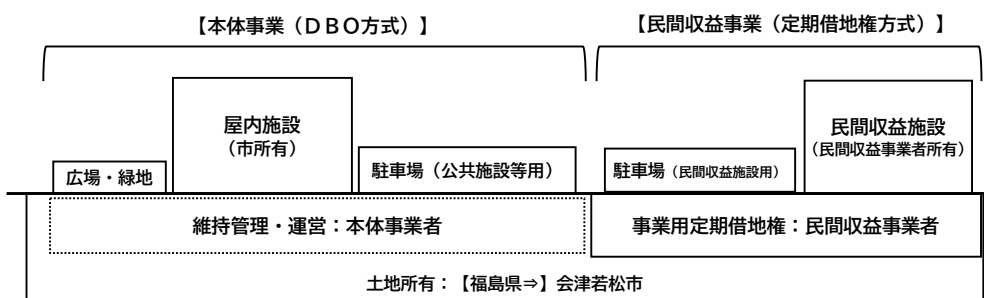 【本体事業（ＤＢＯ方式）】
【民間収益事業（定期借地権方式）】
屋内施設
（市所有）
民間収益施設
（民間収益事業者所有）
広場・緑地
駐車場（公共施設等用）
駐車場（民間収益施設用）
維持管理・運営：本体事業者
事業用定期借地権：民間収益事業者
土地所有：【福島県⇒】会津若松市